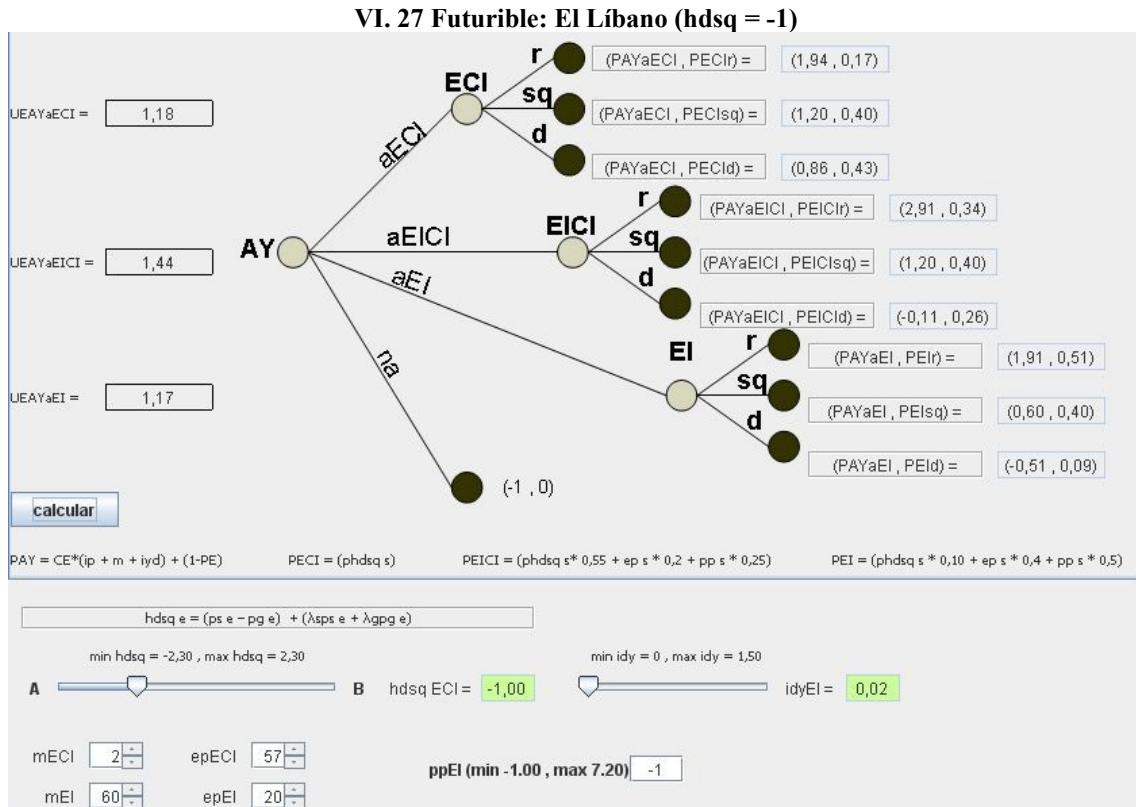 VI. 27 Futurible: El Líbano (hdsq = -1)
r (PAYaECI , PECIr) = (1,94 , 0,17)
ECI
UEAYaECI = 1,18 sq (PAYaECI , PECIsq) = (1,20 , 0,40)
d
aECI (PAYaECI , PECId) = (0,86 , 0,43)
r (PAYaEICI , PEICIr) = (2,91 , 0,34)
AY aEICI EICI
UEAYaEICI = 1,44 sq (PAYaEICI , PEICIsq) = (1,20 , 0,40)
aEI d
(PAYaEICI , PEICId) = (-0,11 , 0,26)
EI r (PAYaEI , PEIr) = (1,91 , 0,51)
na
sq
UEAYaEI = 1,17 (PAYaEI , PEIsq) = (0,60 , 0,40)
d
(PAYaEI , PEId) = (-0,51 , 0,09)
(-1 , 0)
calcular
PAY = CE*(ip + m + iyd) + (1-PE) PECI = (phdsq s) PEICI = (phdsq s* 0,55 + ep s * 0,2 + pp s * 0,25) PEI = (phdsq s * 0,10 + ep s * 0,4 + pp s * 0,5)
hdsq e = (ps e − pg e) + (λsps e + λgpg e)
min hdsq = -2,30 , max hdsq = 2,30 min idy = 0 , max idy = 1,50
A B hdsq ECI = -1,00 idyEI = 0,02
mECI 2 epECI 57
ppEI (min -1.00 , max 7.20) -1
mEI 60 epEI 20